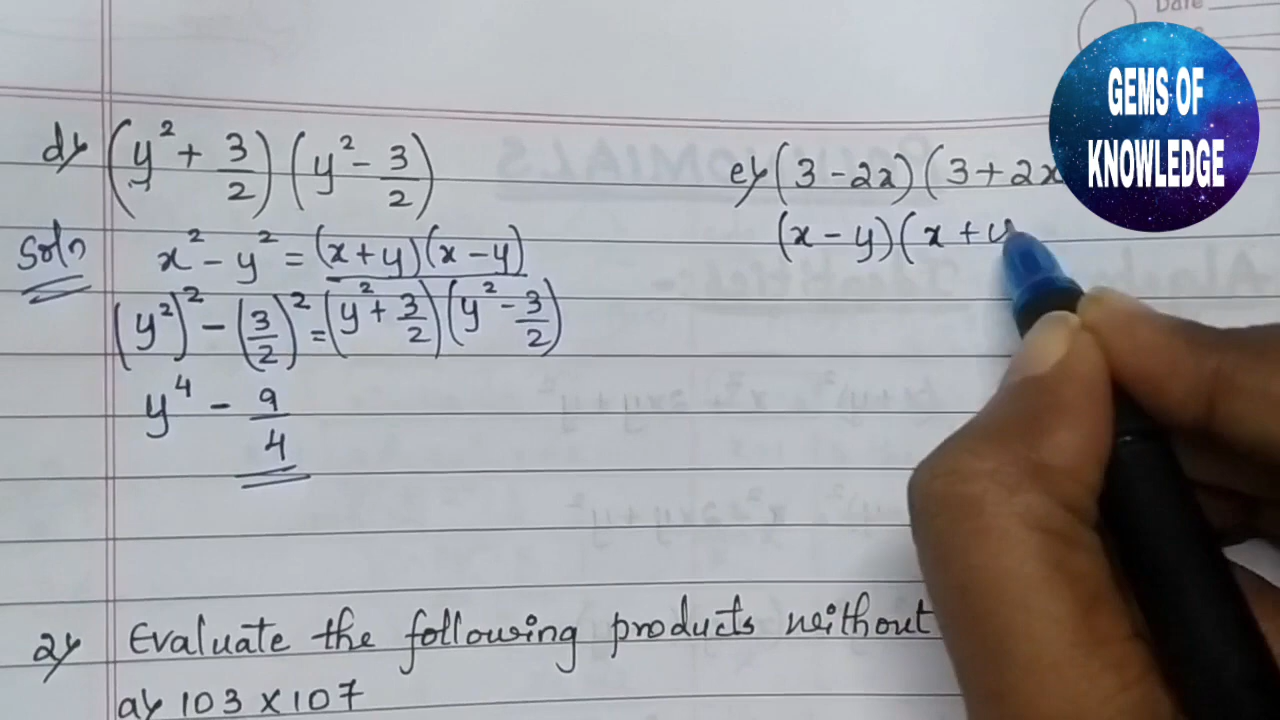 Date
GEMS OF
KNOWLEDGE
d) (y² + 3/2)(y² - 3/2)
Soln
x² - y² = (x + y)(x - y)
(y²)² - (3/2)² = (y² + 3/2)(y² - 3/2)
y⁴ - 9/4
e) (3 - 2x)(3 + 2x
(x - y)(x + y
2) Evaluate the following products without
a) 103 x 107